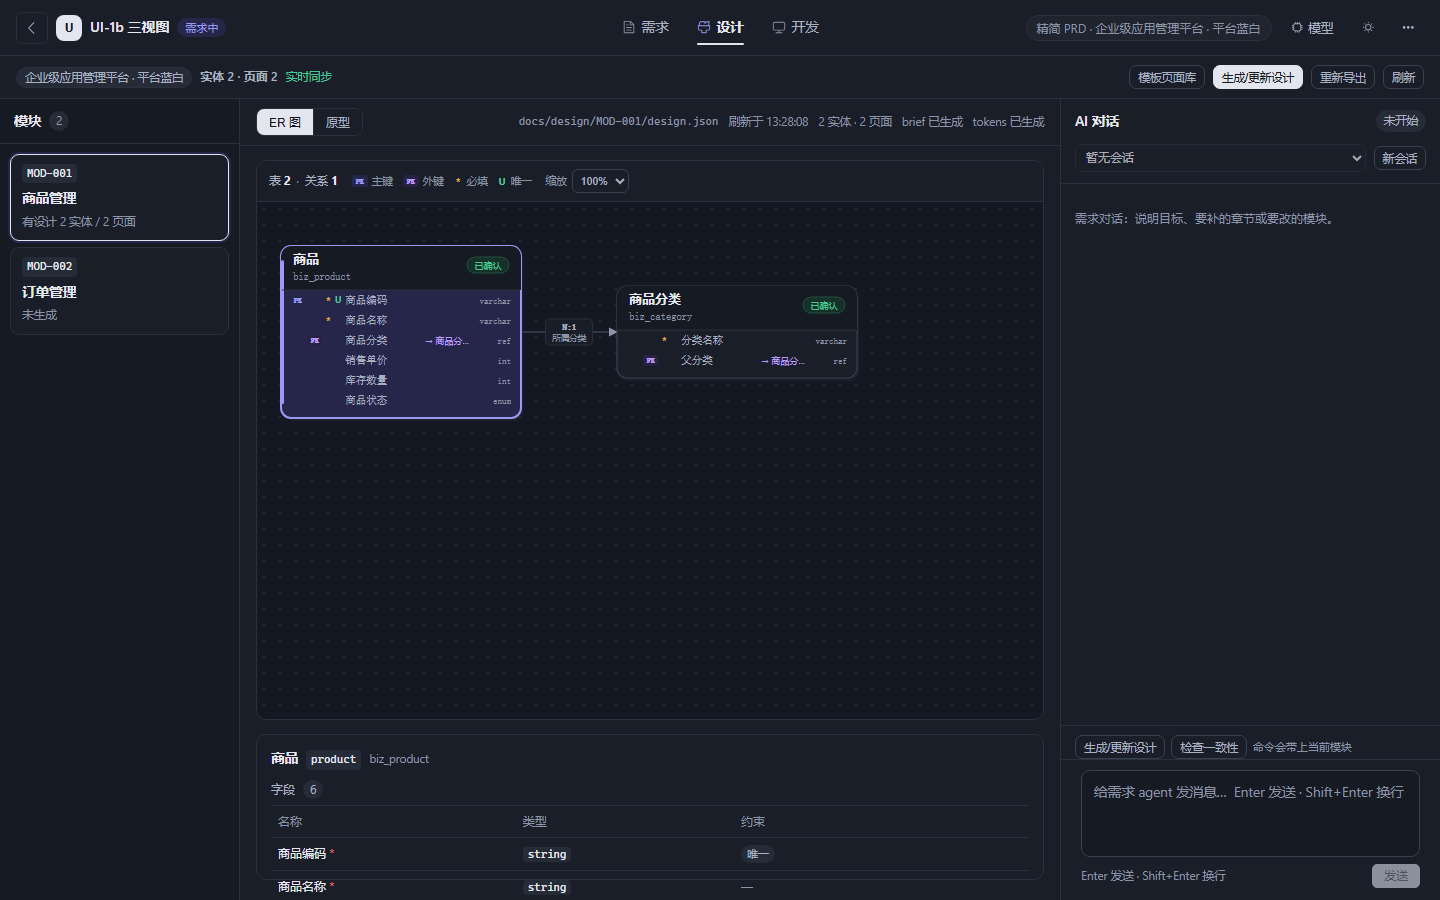 U UI-1b 三视图 需求中
需求 设计 开发
精简 PRD · 企业级应用管理平台 · 平台蓝白 模型
企业级应用管理平台 · 平台蓝白 实体 2 · 页面 2 实时同步
模板页面库 生成/更新设计 重新导出 刷新
模块 2
MOD-001
商品管理
有设计 2 实体 / 2 页面
MOD-002
订单管理
未生成
ER 图 原型
docs/design/MOD-001/design.json 刷新于 13:28:08 2 实体 · 2 页面 brief 已生成 tokens 已生成
表 2 · 关系 1 PK 主键 FK 外键 * 必填 U 唯一 缩放 100%
商品
biz_product
已确认
PK * U 商品编码 varchar
* 商品名称 varchar
FK 商品分类 → 商品分… ref
销售单价 int
库存数量 int
商品状态 enum
N:1
所属分类
商品分类
biz_category
已确认
* 分类名称 varchar
FK 父分类 → 商品分… ref
商品 product biz_product
字段 6
名称 类型 约束
商品编码 * string 唯一
商品名称 * string —
AI 对话 未开始
暂无会话 新会话
需求对话：说明目标、要补的章节或要改的模块。
生成/更新设计 检查一致性 命令会带上当前模块
给需求 agent 发消息… Enter 发送 · Shift+Enter 换行
Enter 发送 · Shift+Enter 换行 发送